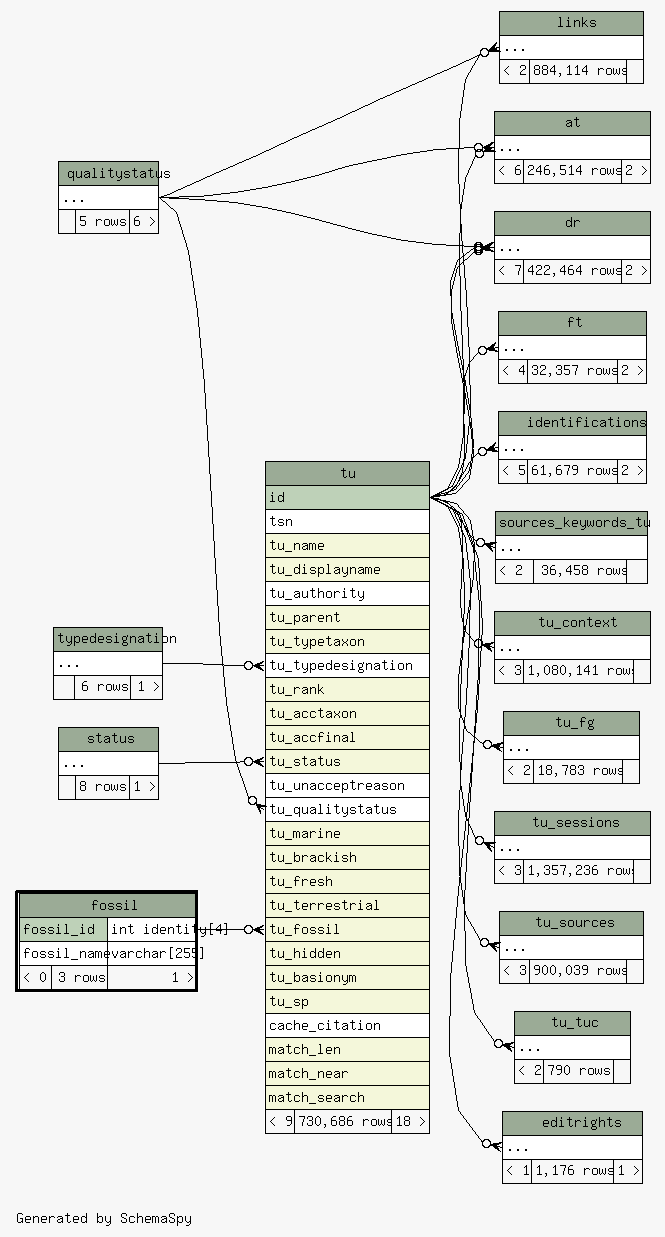 links
...
< 2 884,114 rows
at
...
< 6 246,514 rows 2 >
qualitystatus
...
5 rows 6 >
dr
...
< 7 422,464 rows 2 >
ft
...
< 4 32,357 rows 2 >
identifications
...
< 5 61,679 rows 2 >
tu
id
tsn
tu_name
tu_displayname
tu_authority
tu_parent
tu_typetaxon
tu_typedesignation
tu_rank
tu_acctaxon
tu_accfinal
tu_status
tu_unacceptreason
tu_qualitystatus
tu_marine
tu_brackish
tu_fresh
tu_terrestrial
tu_fossil
tu_hidden
tu_basionym
tu_sp
cache_citation
match_len
match_near
match_search
< 9 730,686 rows 18 >
sources_keywords_tu
...
< 2 36,458 rows
tu_context
...
< 3 1,080,141 rows
typedesignation
...
6 rows 1 >
tu_fg
...
< 2 18,783 rows
status
...
8 rows 1 >
tu_sessions
...
< 3 1,357,236 rows
fossil
fossil_id int identity[4]
fossil_name varchar[255]
< 0 3 rows 1 >
tu_sources
...
< 3 900,039 rows
tu_tuc
...
< 2 790 rows
editrights
...
< 1 1,176 rows 1 >
Generated by SchemaSpy